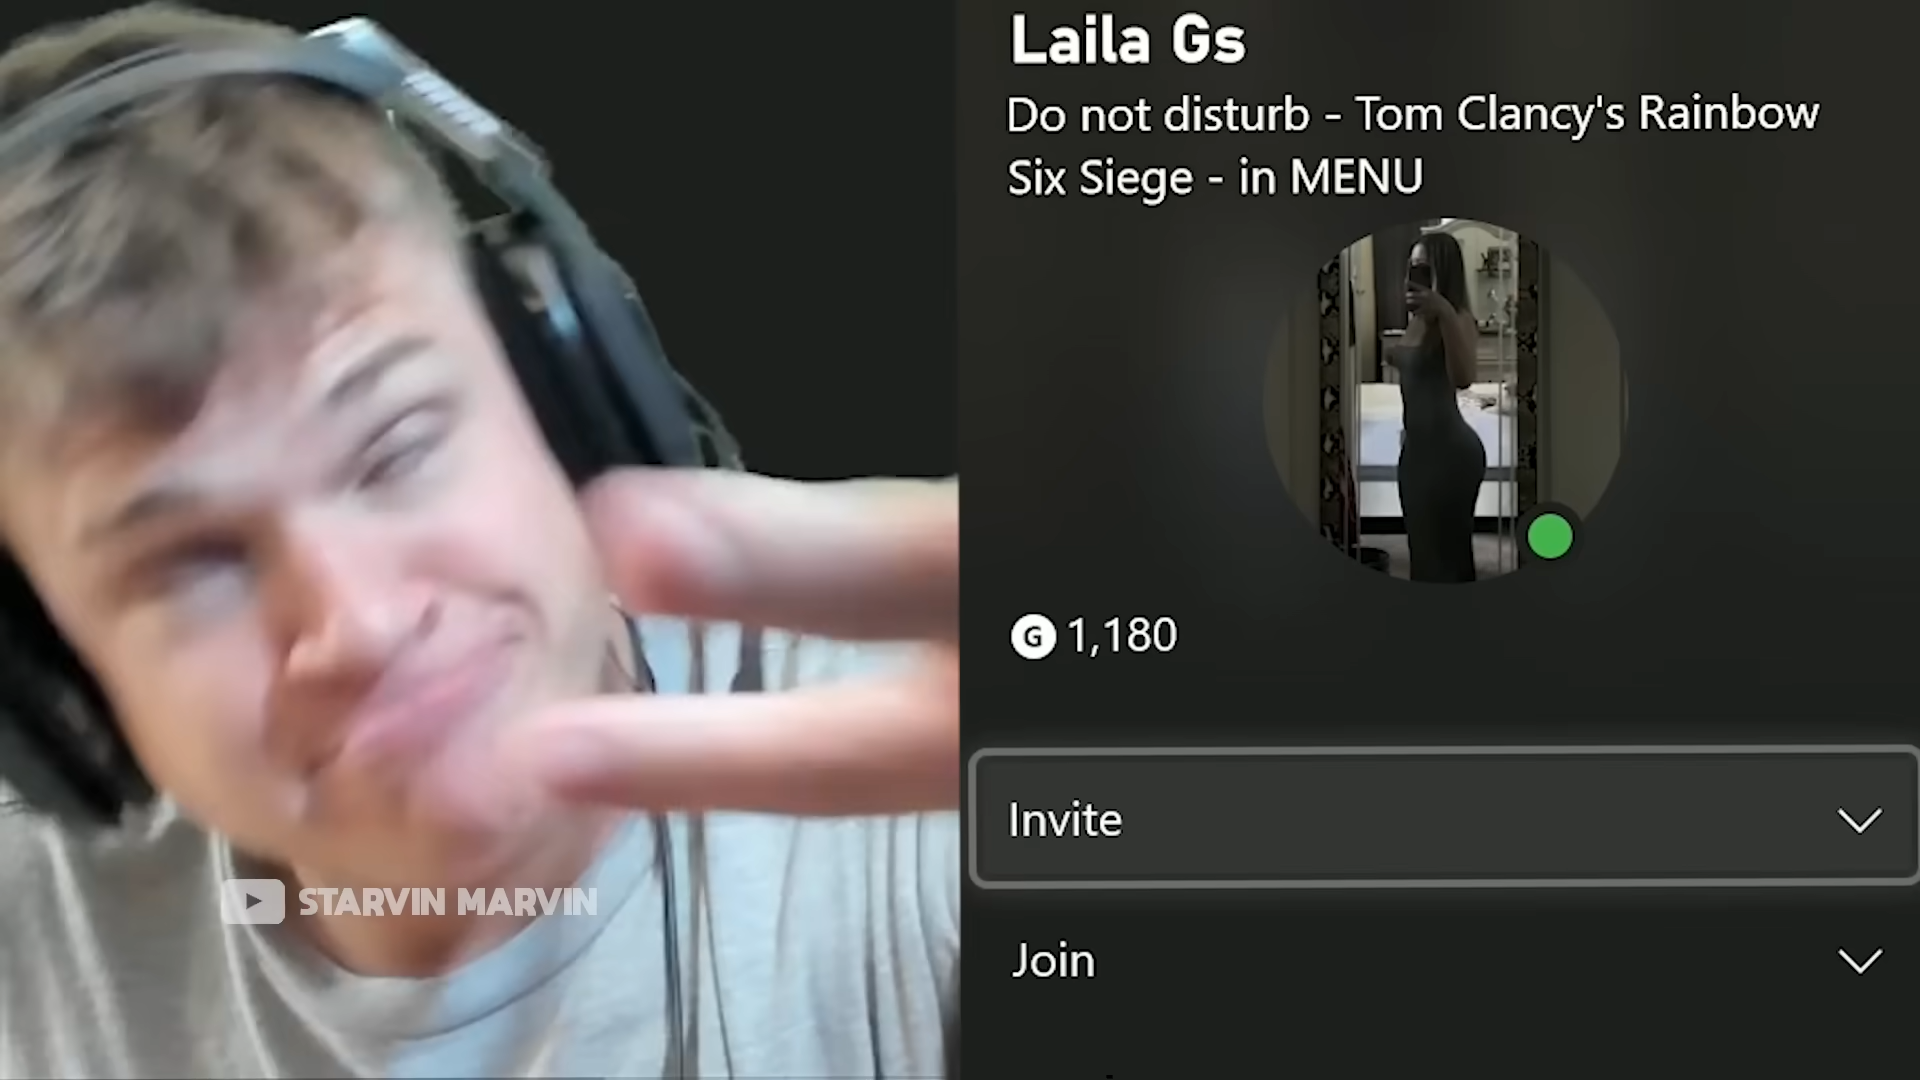 Laila Gs
Do not disturb - Tom Clancy's Rainbow
Six Siege - in MENU
G 1,180
Invite
STARVIN MARVIN
Join